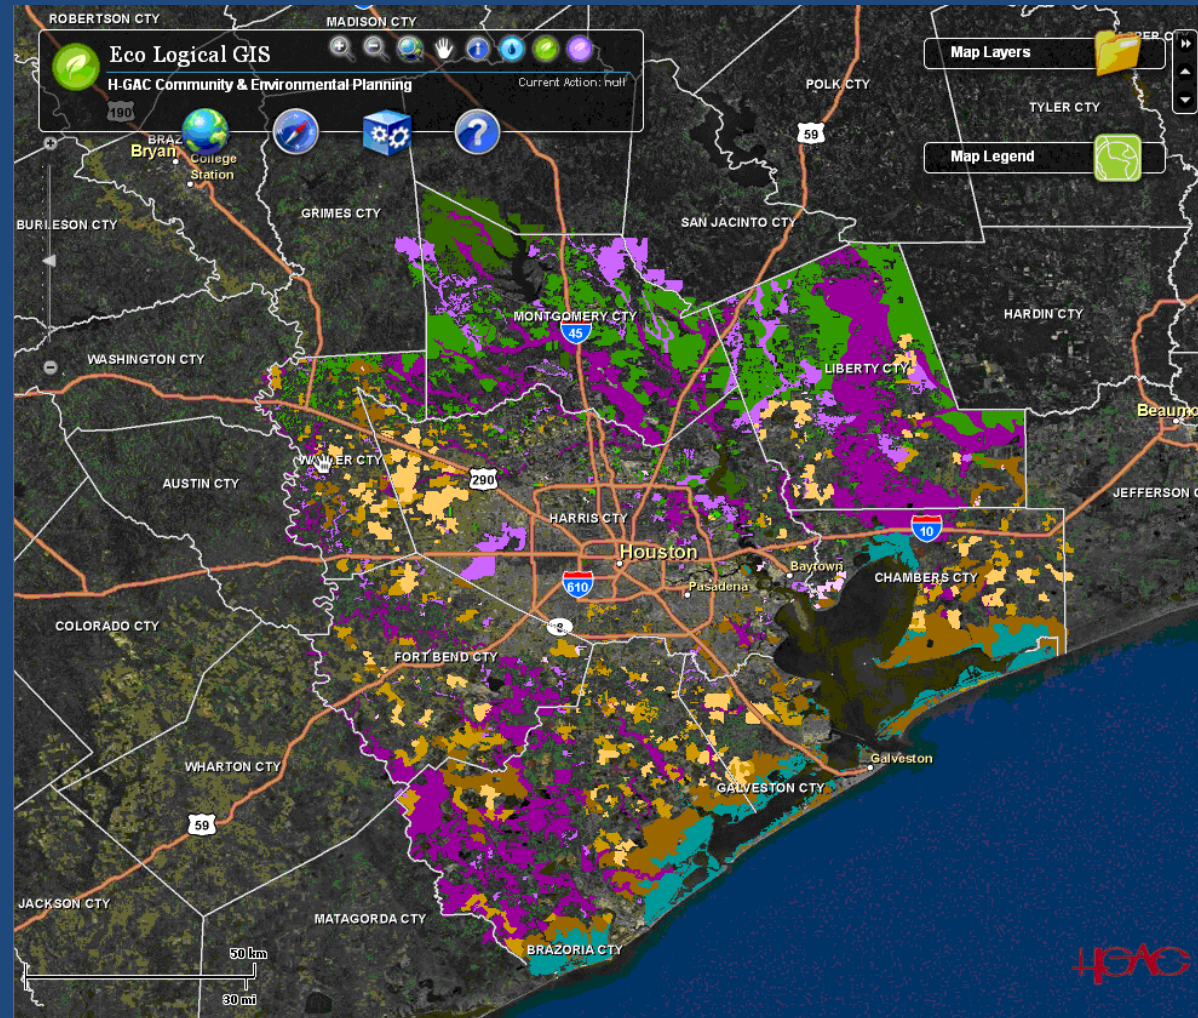 ROBERTSON CTY
MADISON CTY
Eco Logical GIS
H-GAC Community & Environmental Planning
Current Action: null
Map Layers
POLK CTY
TYLER CTY
190
59
Bryan
College
Station
Map Legend
GRIMES CTY
BURLESON CTY
SAN JACINTO CTY
MONTGOMERY CTY
45
HARDIN CTY
WASHINGTON CTY
LIBERTY CTY
AUSTIN CTY
290
JEFFERSON
HARRIS CTY
10
Houston
Baytown
610
Pasadena
CHAMBERS CTY
8
COLORADO CTY
FORT BEND CTY
WHARTON CTY
Galveston
GALVESTON CTY
59
JACKSON CTY
MATAGORDA CTY
BRAZORIA CTY
50 km
30 mi
HGAC